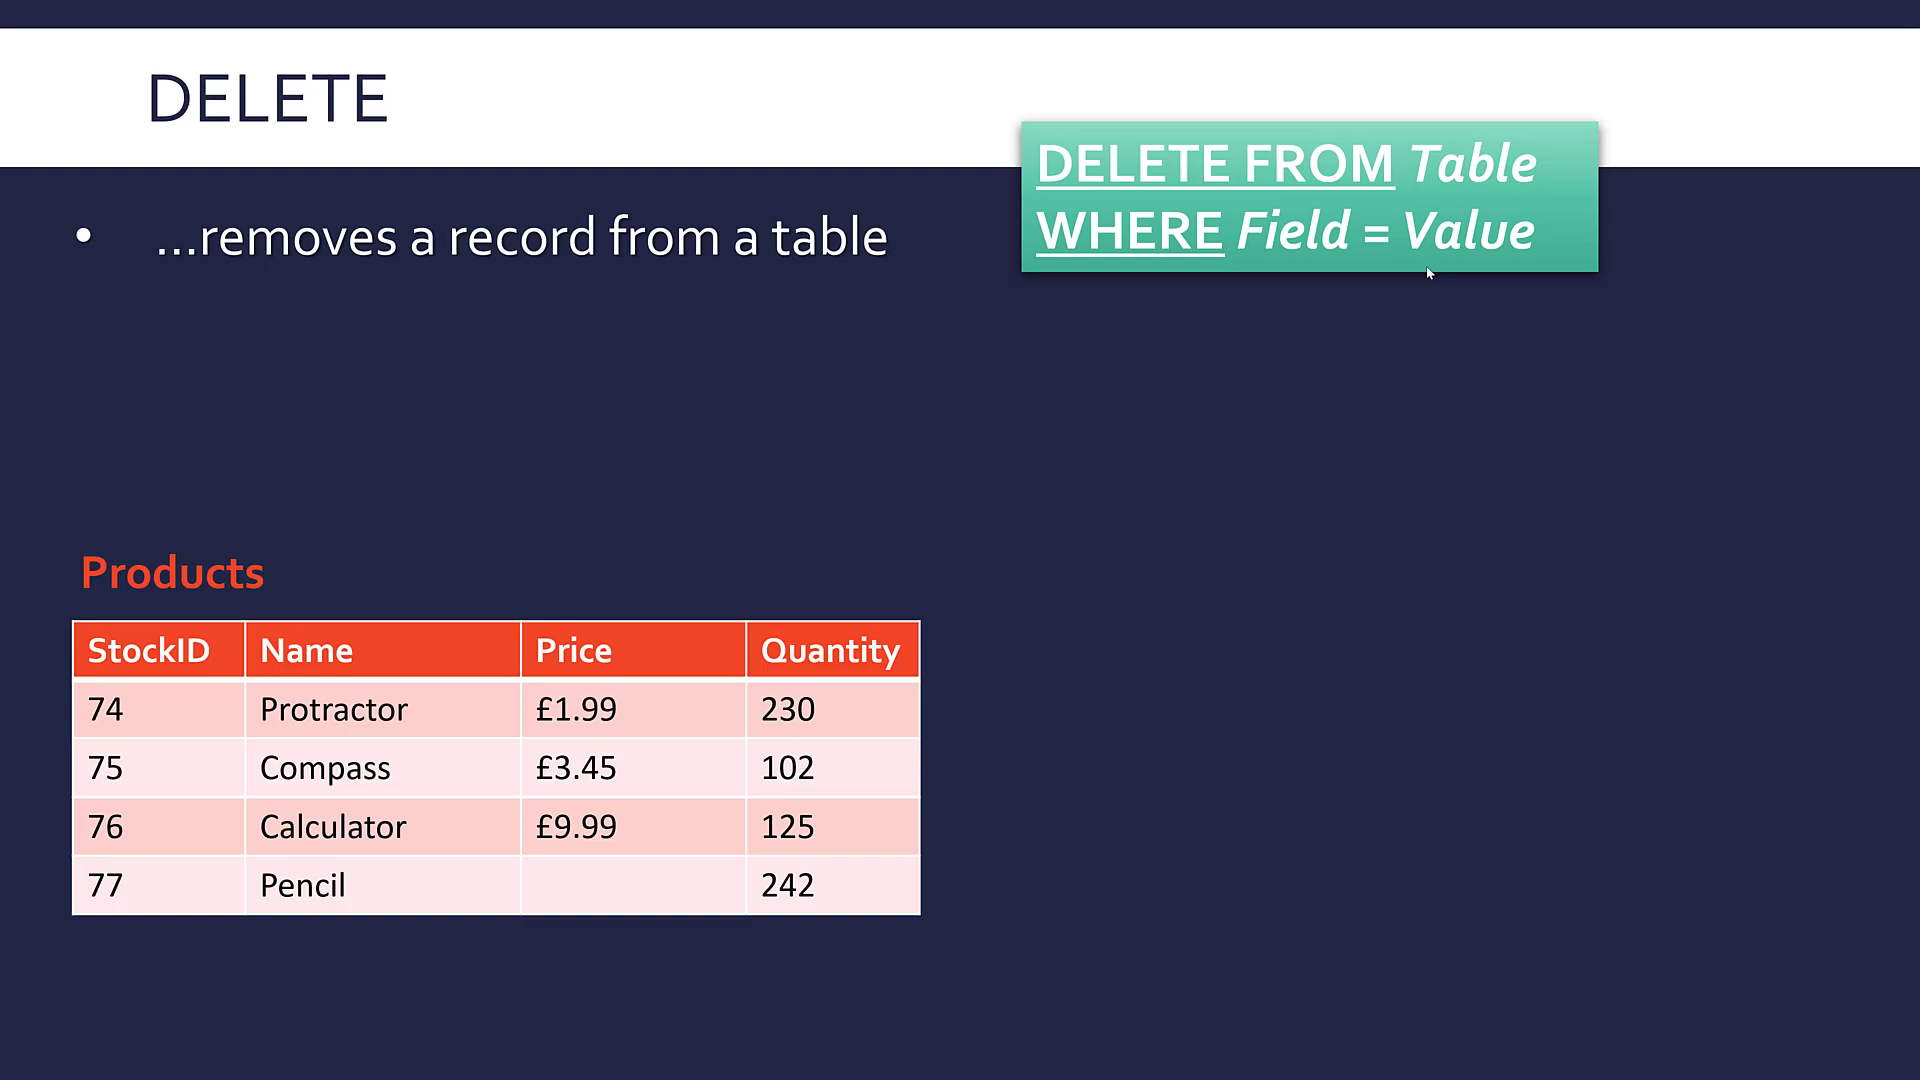 DELETE
DELETE FROM Table
WHERE Field = Value
• ...removes a record from a table
Products
StockID Name Price Quantity
74 Protractor £1.99 230
75 Compass £3.45 102
76 Calculator £9.99 125
77 Pencil 242